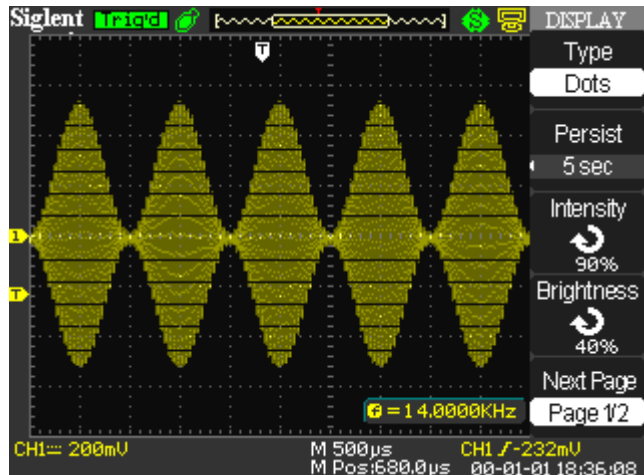 Siglent Trig'd T S DISPLAY
Type
Dots
Persist
5 sec
Intensity
90%
Brightness
40%
Next Page
Page 1/2
1
T
f = 14.0000KHz
CH1 200mV M 500µs CH1 -232mV
M Pos:680.0µs 00-01-01 18:36:08